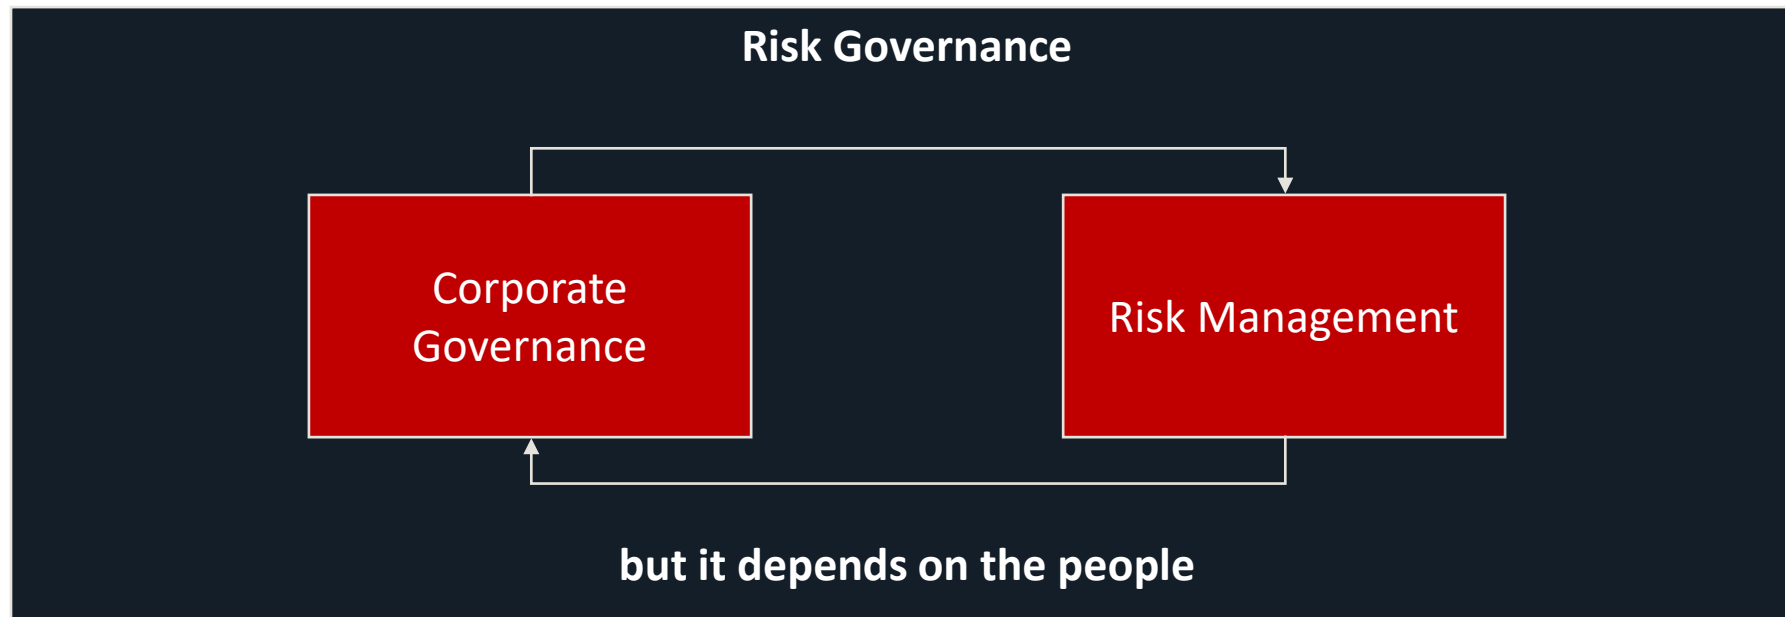 Risk Governance
Corporate
Governance
Risk Management
but it depends on the people